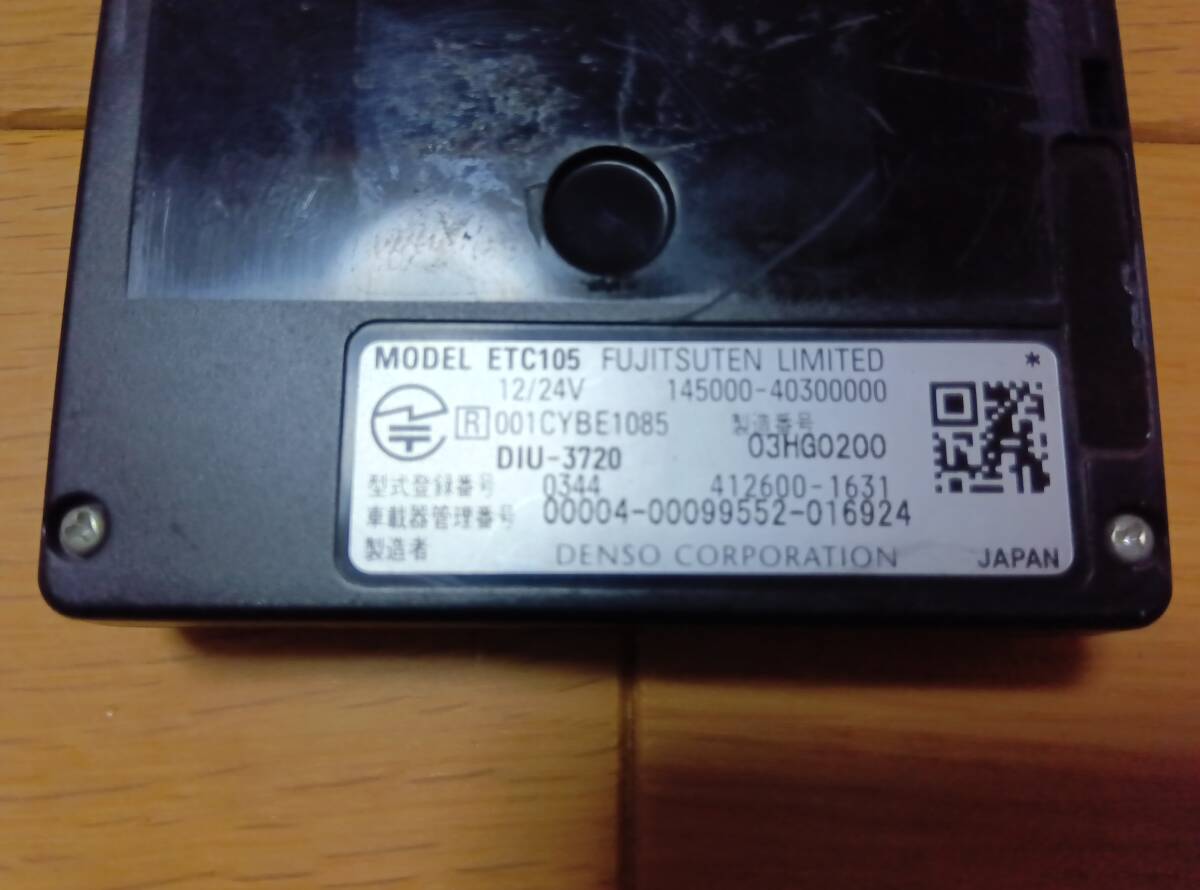 MODEL ETC105 FUJITSUTEN LIMITED *
12/24V 145000-40300000
R 001CYBE1085 製造番号
DIU-3720 03HG0200
型式登録番号 0344 412600-1631
車載器管理番号 00004-00099552-016924
製造者 DENSO CORPORATION JAPAN